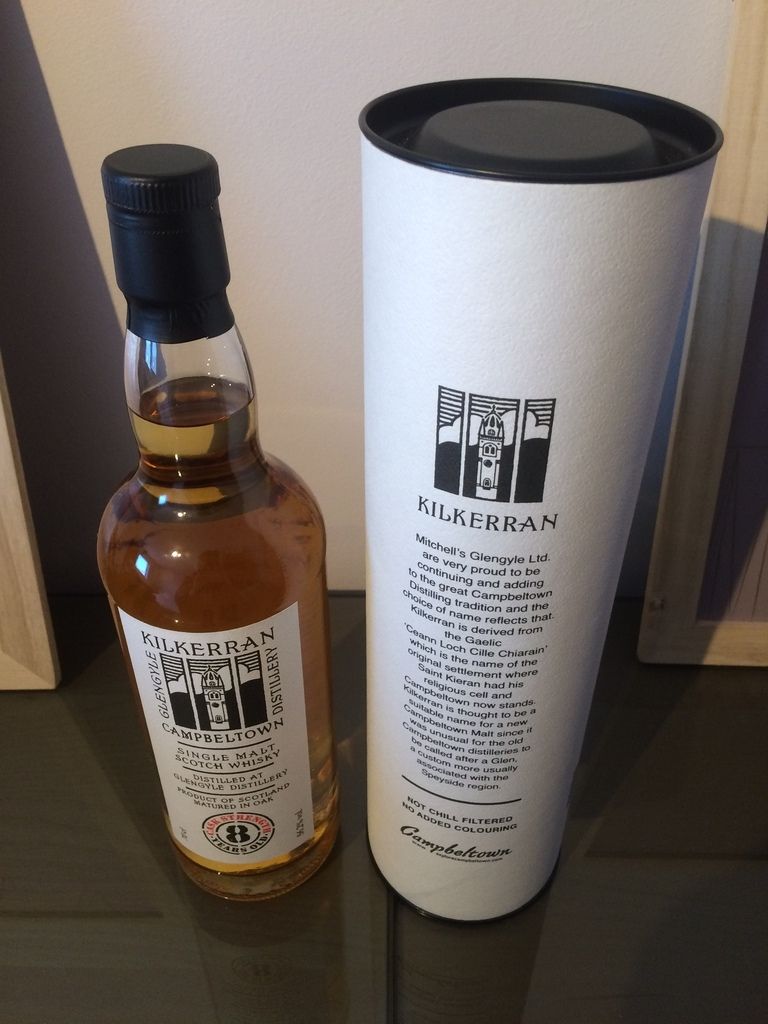 KILKERRAN
GLENGYLE
DISTILLERY
CAMPBELTOWN
SINGLE MALT
SCOTCH WHISKY
DISTILLED AT
GLENGYLE DISTILLERY
PRODUCT OF SCOTLAND
MATURED IN OAK
CASK STRENGTH
8
YEARS OLD
KILKERRAN
Mitchell's Glengyle Ltd.
are very proud to be
continuing and adding
to the great Campbeltown
Distilling tradition and the
choice of name reflects that.
Kilkerran is derived from
the Gaelic
'Ceann Loch Cille Chiarain'
which is the name of the
original settlement where
Saint Kieran had his
religious cell and
Campbeltown now stands.
Kilkerran is thought to be a
suitable name for a new
Campbeltown Malt since it
was unusual for the old
Campbeltown distilleries to
be called after a Glen,
a custom more usually
associated with the
Speyside region.
NOT CHILL FILTERED
NO ADDED COLOURING
Campbeltown